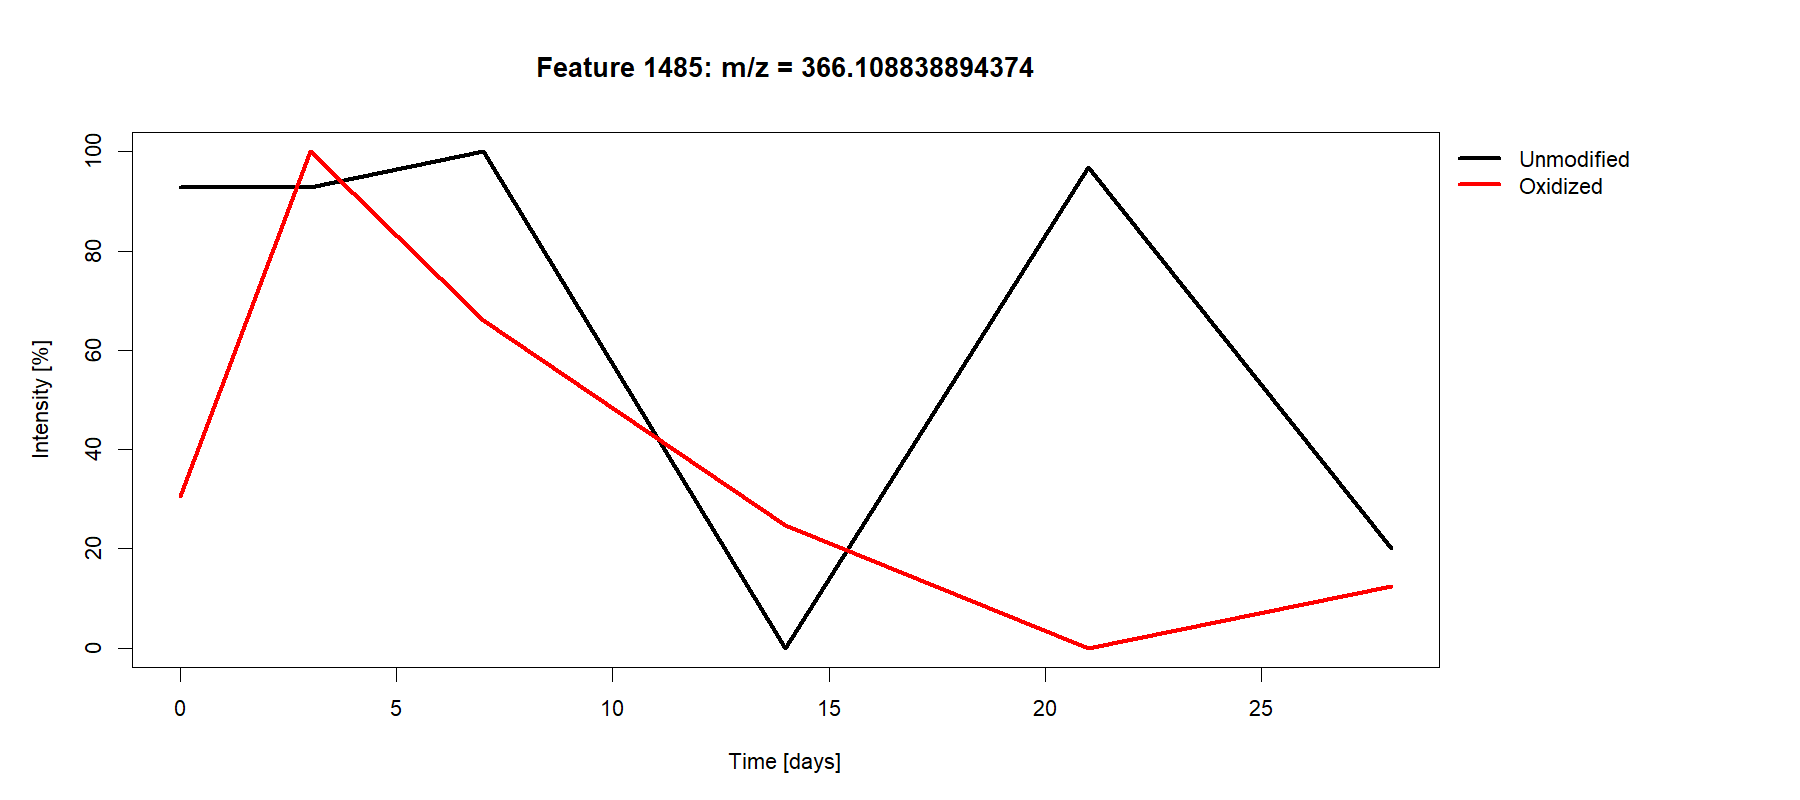 Feature 1485: m/z = 366.108838894374
Unmodified
Oxidized
Intensity [%]
100
80
60
40
20
0
0 5 10 15 20 25
Time [days]